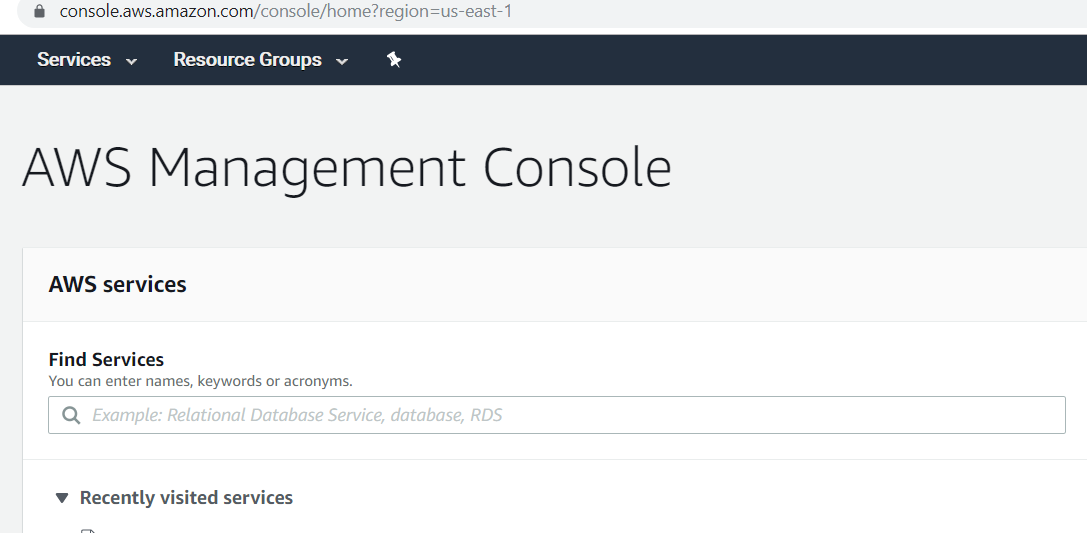 console.aws.amazon.com/console/home?region=us-east-1
Services Resource Groups
AWS Management Console
AWS services
Find Services
You can enter names, keywords or acronyms.
Example: Relational Database Service, database, RDS
Recently visited services